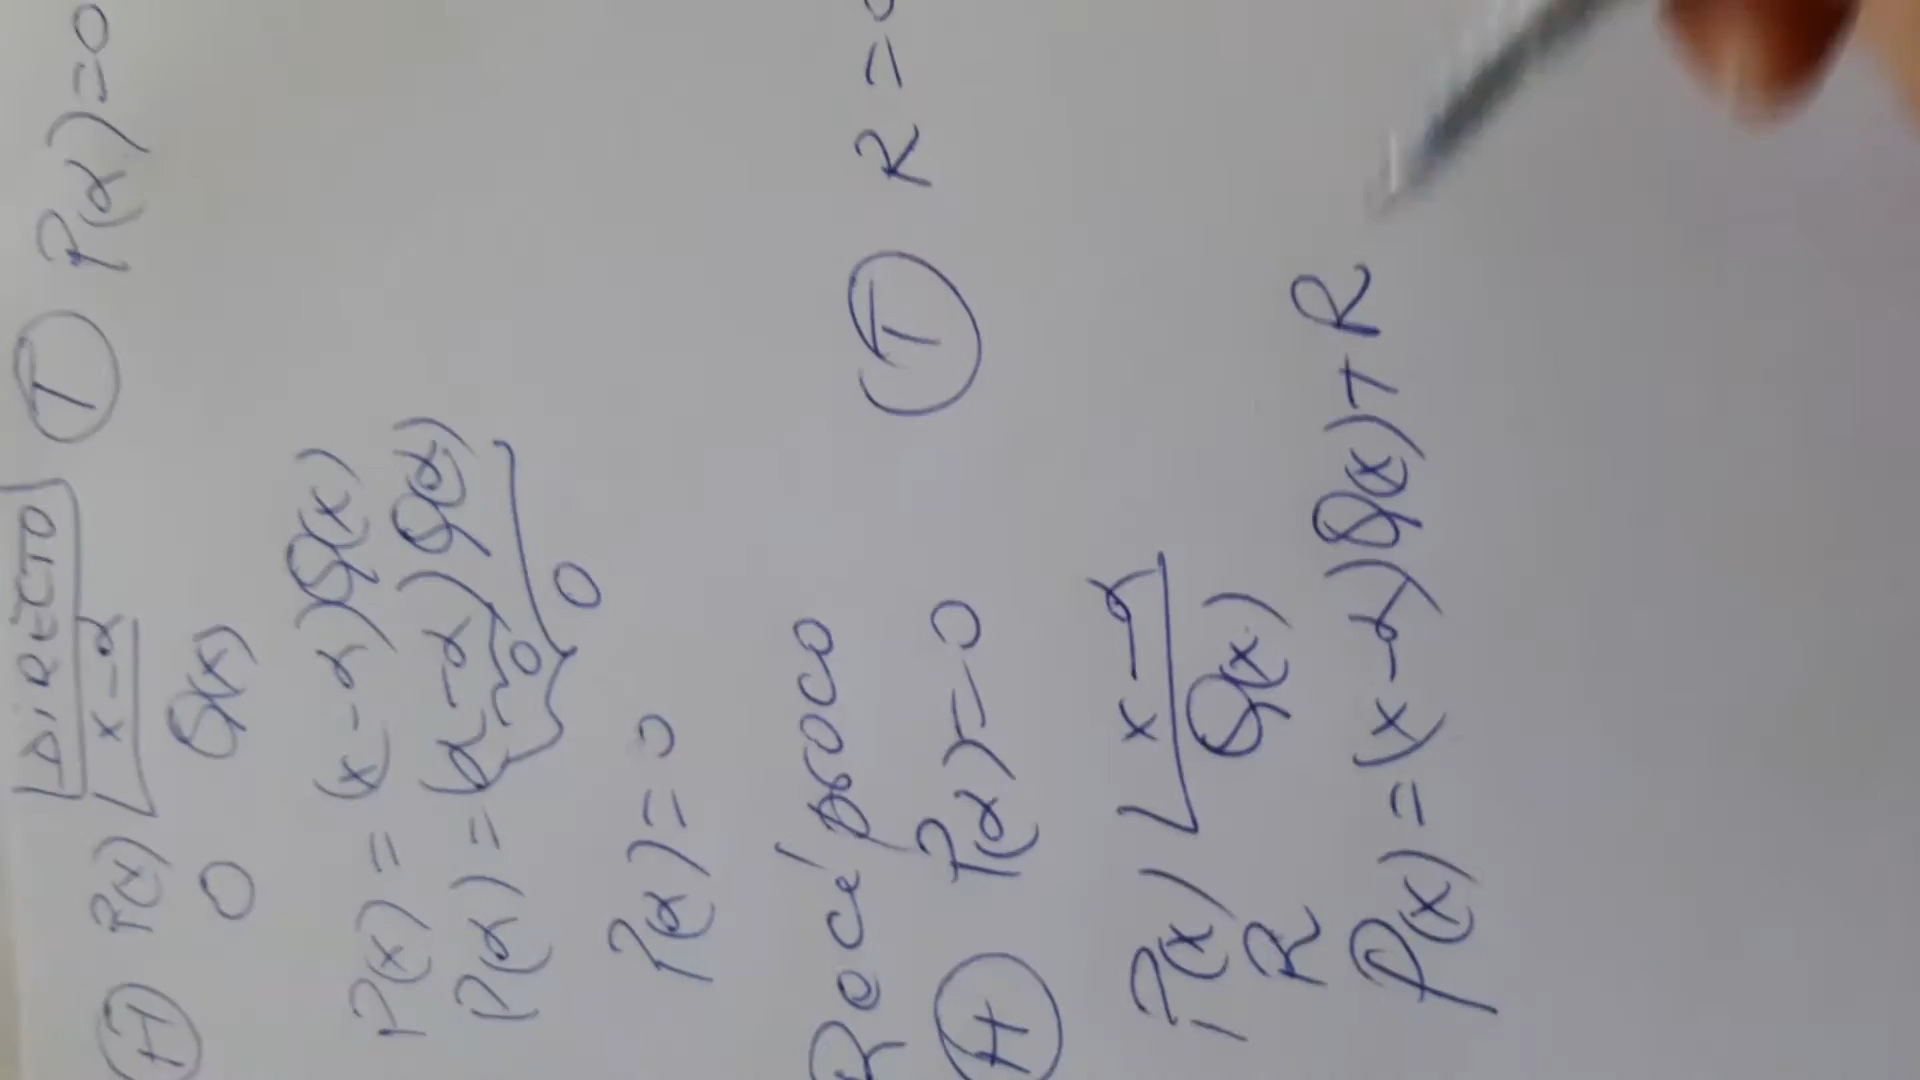 DIRECTO
H P(x) | x-α T P(α)=0
0 Q(x)
P(x) = (x-α)Q(x)
P(α) = (α-α)Q(α)
0 0
P(α) = 0
Recíproco
H P(α)=0 T R=0
P(x) | x-α
R Q(x)
P(x) = (x-α)Q(x)+R